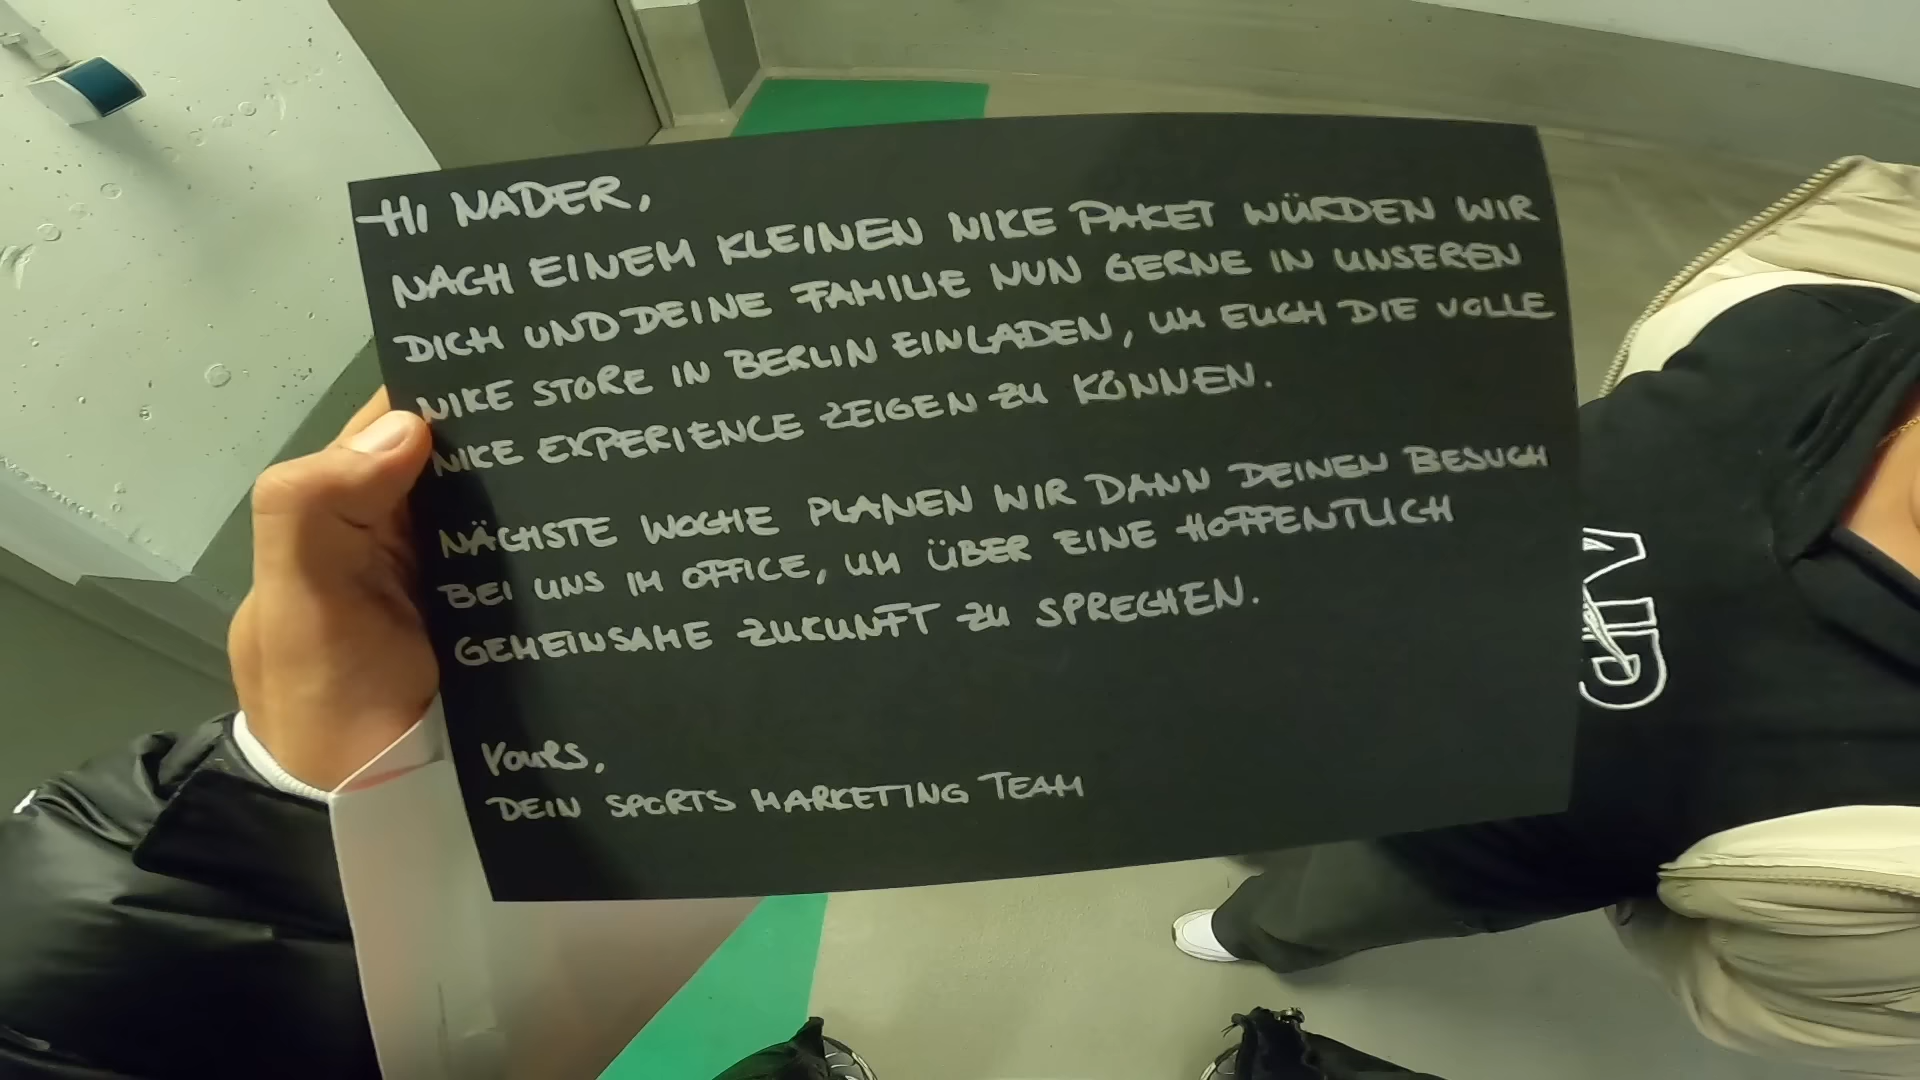 HI NADER,
NACH EINEM KLEINEN NIKE PAKET WÜRDEN WIR
DICH UND DEINE FAMILIE NUN GERNE IN UNSEREN
NIKE STORE IN BERLIN EINLADEN, UM EUCH DIE VOLLE
NIKE EXPERIENCE ZEIGEN ZU KÖNNEN.
NÄCHSTE WOCHE PLANEN WIR DANN DEINEN BESUCH
BEI UNS IM OFFICE, UM ÜBER EINE HOFFENTLICH
GEMEINSAME ZUKUNFT ZU SPRECHEN.
YOURS,
DEIN SPORTS MARKETING TEAM